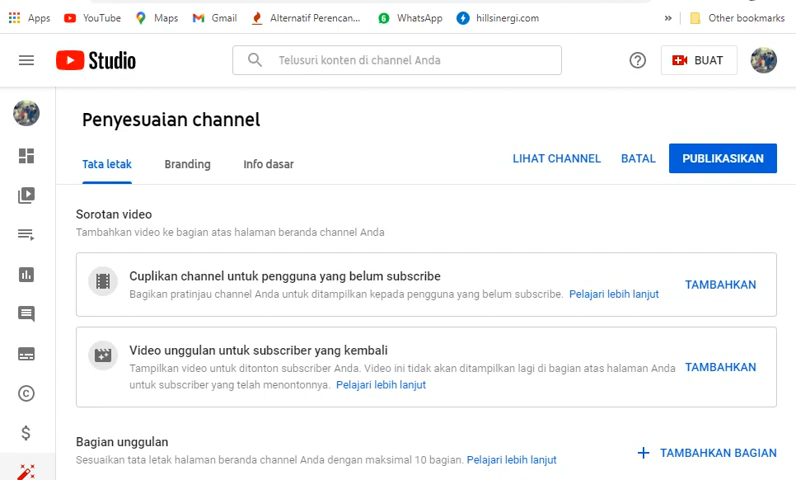 Apps YouTube Maps Gmail Alternatif Perencan... WhatsApp hillsinergi.com » Other bookmarks
Studio Telusuri konten di channel Anda BUAT
Penyesuaian channel
Tata letak Branding Info dasar LIHAT CHANNEL BATAL PUBLIKASIKAN
Sorotan video
Tambahkan video ke bagian atas halaman beranda channel Anda
Cuplikan channel untuk pengguna yang belum subscribe
Bagikan pratinjau channel Anda untuk ditampilkan kepada pengguna yang belum subscribe. Pelajari lebih lanjut
TAMBAHKAN
Video unggulan untuk subscriber yang kembali
Tampilkan video untuk ditonton subscriber Anda. Video ini tidak akan ditampilkan lagi di bagian atas halaman Anda
untuk subscriber yang telah menontonnya. Pelajari lebih lanjut
TAMBAHKAN
Bagian unggulan
Sesuaikan tata letak halaman beranda channel Anda dengan maksimal 10 bagian. Pelajari lebih lanjut
+ TAMBAHKAN BAGIAN